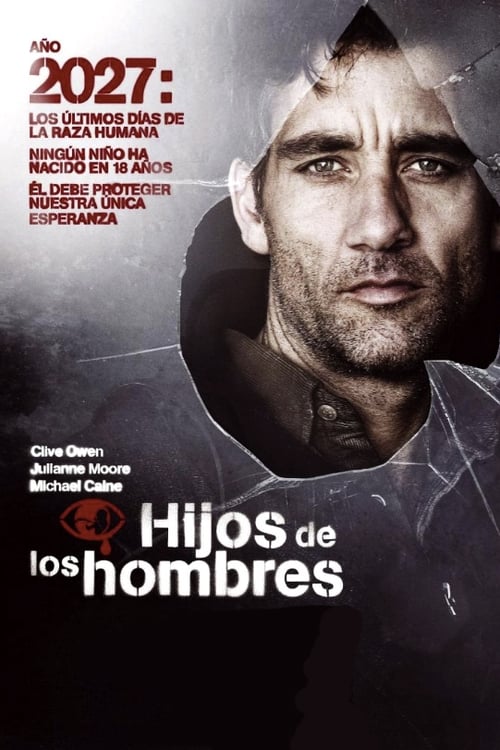 AÑO
2027:
LOS ÚLTIMOS DÍAS DE
LA RAZA HUMANA
NINGÚN NIÑO HA
NACIDO EN 18 AÑOS
ÉL DEBE PROTEGER
NUESTRA ÚNICA
ESPERANZA
Clive Owen
Julianne Moore
Michael Caine
Hijos de
los hombres